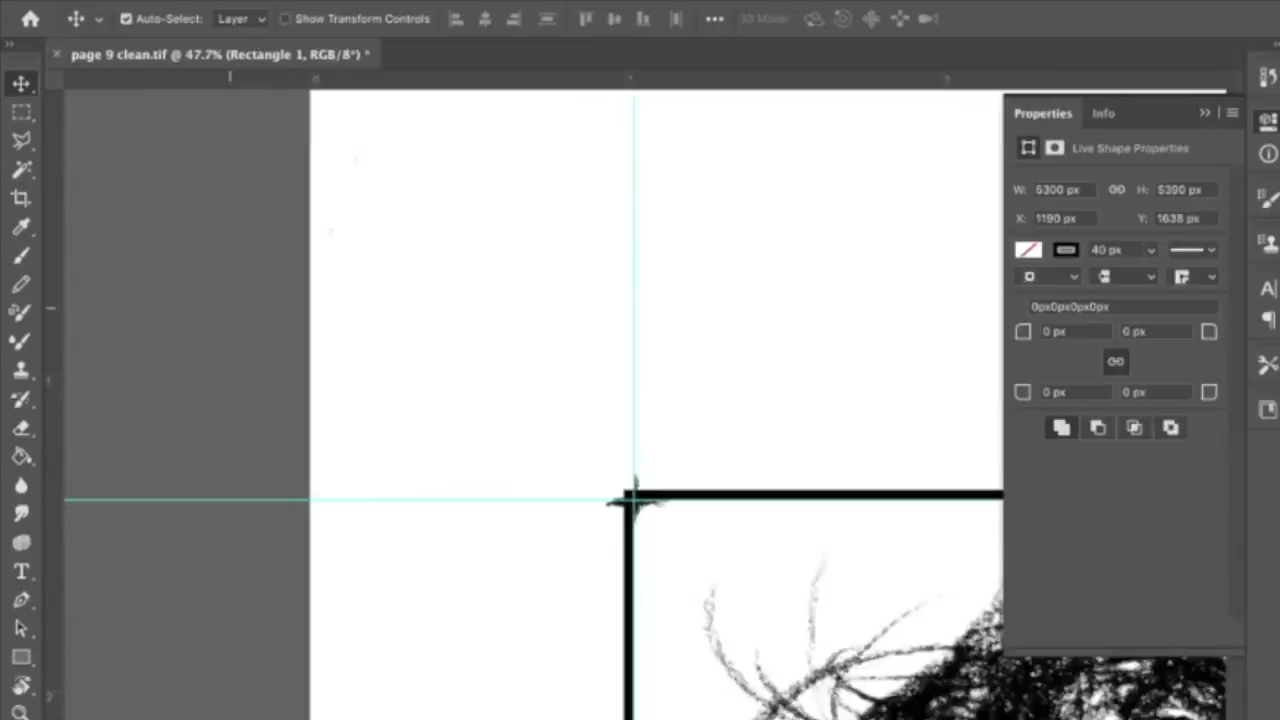 Auto-Select: Layer Show Transform Controls
page 9 clean.tif @ 47.7% (Rectangle 1, RGB/8*) *
0
Properties Info
Live Shape Properties
W: 5300 px H: 5390 px
X: 1190 px Y: 1638 px
40 px
0px0px0px0px
0 px 0 px
0 px 0 px